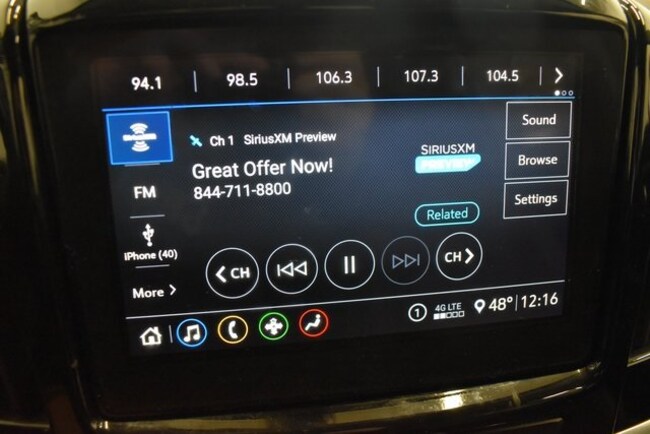 94.1
98.5
106.3
107.3
104.5
SiriusXM
Ch 1 SiriusXM Preview
Great Offer Now!
844-711-8800
SIRIUSXM
PREVIEW
Related
Sound
Browse
Settings
FM
iPhone (40)
More
CH
CH
1
4G LTE
48°
12:16